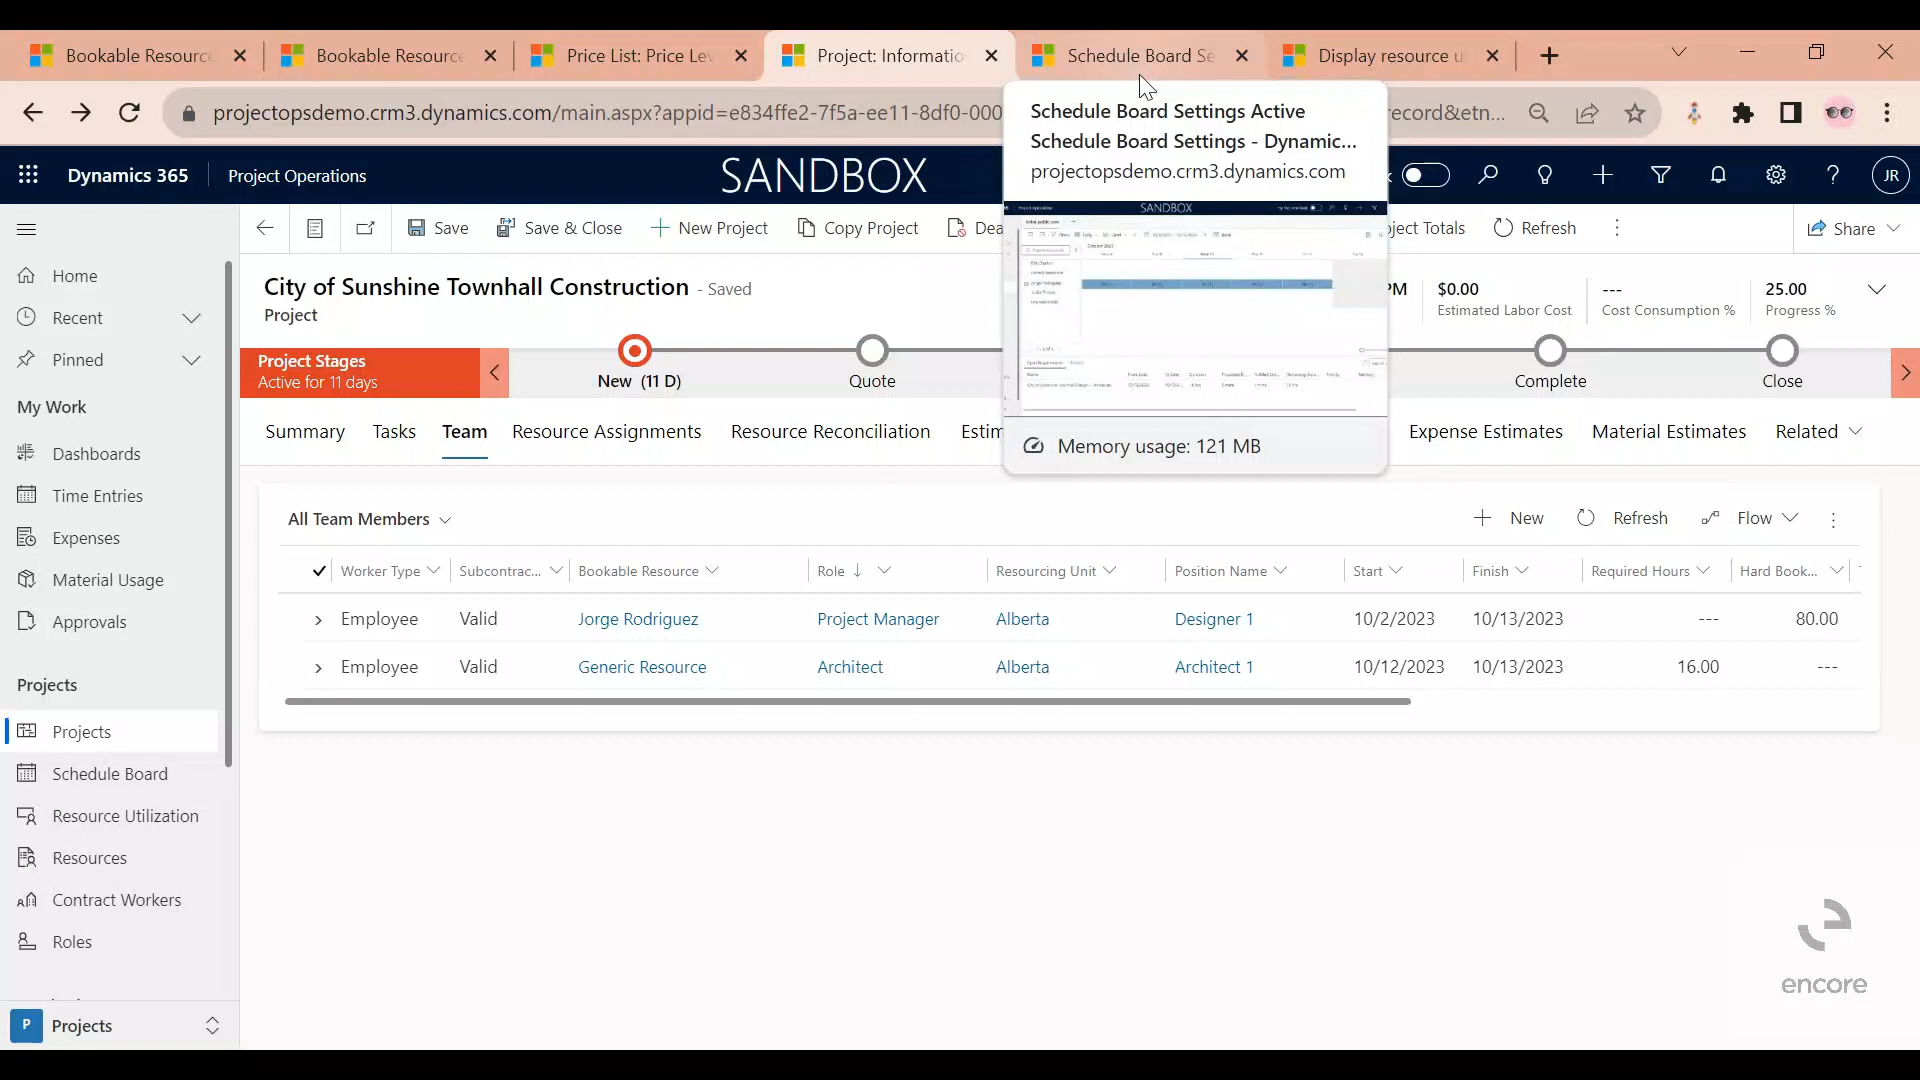 Bookable Resourc
Bookable Resource
Price List: Price Lev
Project: Informatio
Schedule Board Se
Display resource u
projectopsdemo.crm3.dynamics.com/main.aspx?appid=e834ffe2-7f5a-ee11-8df0-000
ecord&etn...
Schedule Board Settings Active
Schedule Board Settings - Dynamic...
projectopsdemo.crm3.dynamics.com
SANDBOX
Memory usage: 121 MB
Dynamics 365
Project Operations
SANDBOX
JR
Save
Save & Close
New Project
Copy Project
Dea
ject Totals
Refresh
Share
City of Sunshine Townhall Construction - Saved
Project
PM
$0.00
Estimated Labor Cost
---
Cost Consumption %
25.00
Progress %
Project Stages
Active for 11 days
New (11 D)
Quote
Complete
Close
Summary
Tasks
Team
Resource Assignments
Resource Reconciliation
Estim
Expense Estimates
Material Estimates
Related
Home
Recent
Pinned
My Work
Dashboards
Time Entries
Expenses
Material Usage
Approvals
Projects
Projects
Schedule Board
Resource Utilization
Resources
Contract Workers
Roles
P Projects
All Team Members
New
Refresh
Flow
Worker Type Subcontrac... Bookable Resource Role Resourcing Unit Position Name Start Finish Required Hours Hard Book...
Employee Valid Jorge Rodriguez Project Manager Alberta Designer 1 10/2/2023 10/13/2023 --- 80.00
Employee Valid Generic Resource Architect Alberta Architect 1 10/12/2023 10/13/2023 16.00 ---
encore